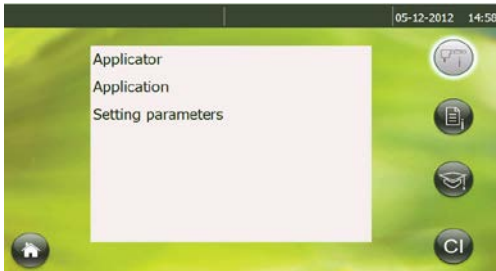 05-12-2012 14:58
Applicator
Application
Setting parameters
CI